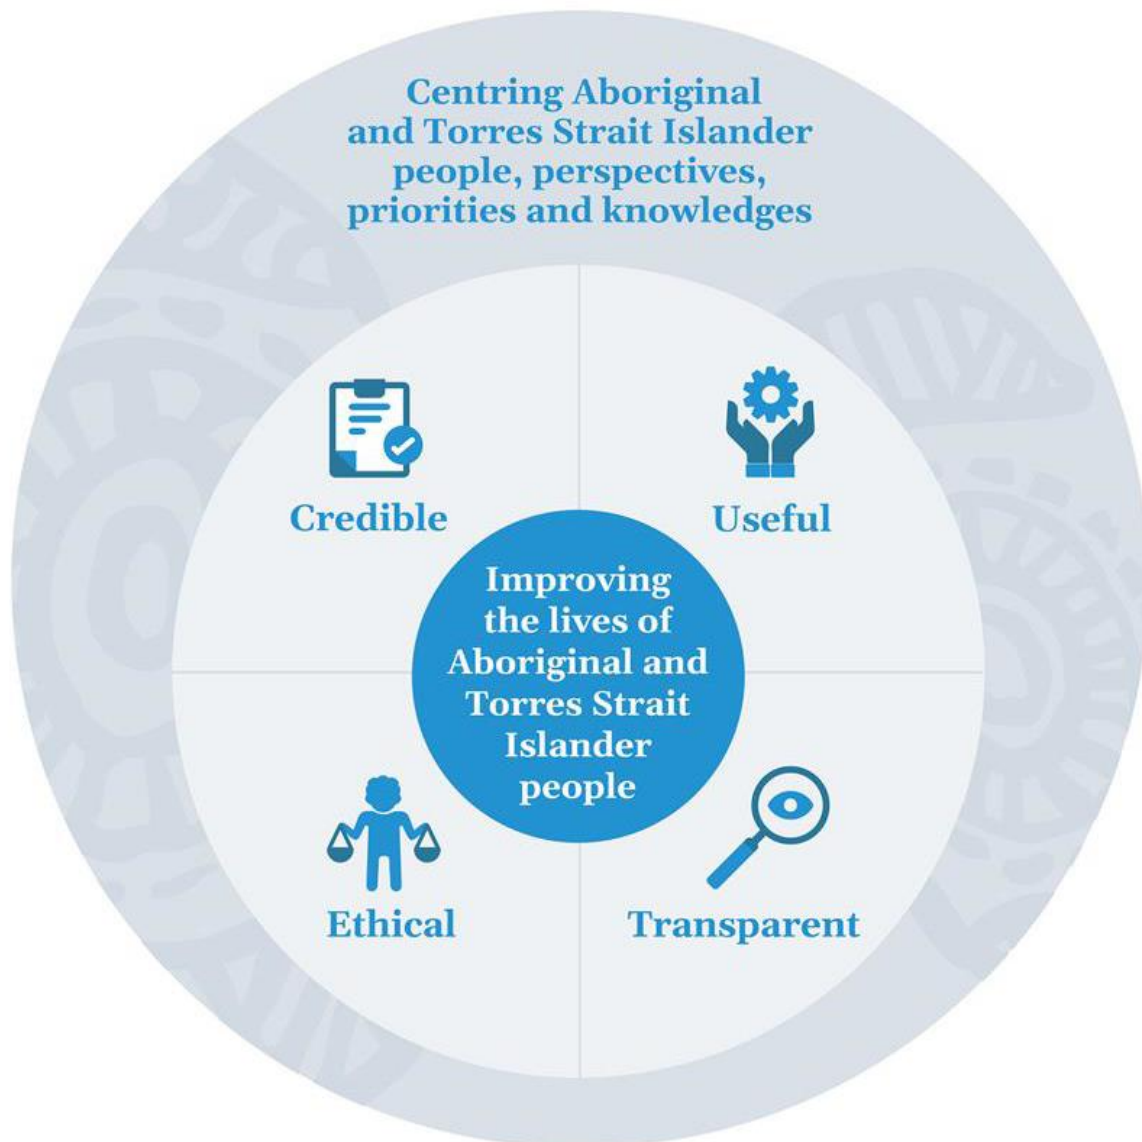 Centring Aboriginal
and Torres Strait Islander
people, perspectives,
priorities and knowledges
Credible
Useful
Improving
the lives of
Aboriginal and
Torres Strait
Islander
people
Ethical
Transparent